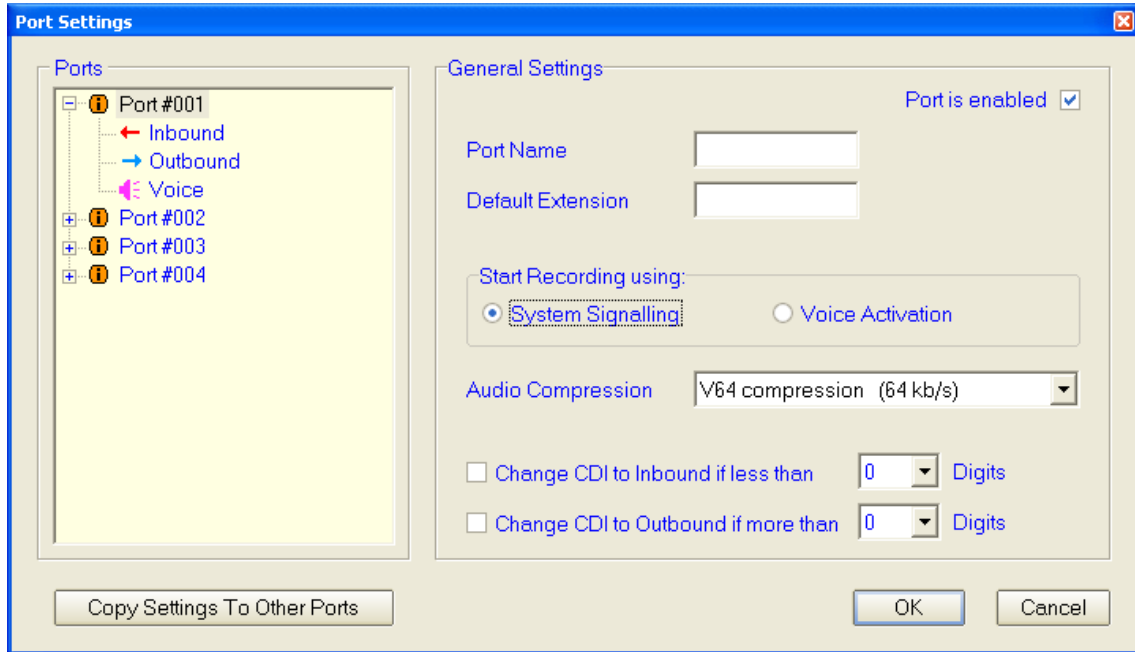 Port Settings
Ports
Port #001
Inbound
Outbound
Voice
Port #002
Port #003
Port #004
Copy Settings To Other Ports
General Settings
Port is enabled
Port Name
Default Extension
Start Recording using:
System Signalling Voice Activation
Audio Compression V64 compression (64 kb/s)
Change CDI to Inbound if less than 0 Digits
Change CDI to Outbound if more than 0 Digits
OK Cancel